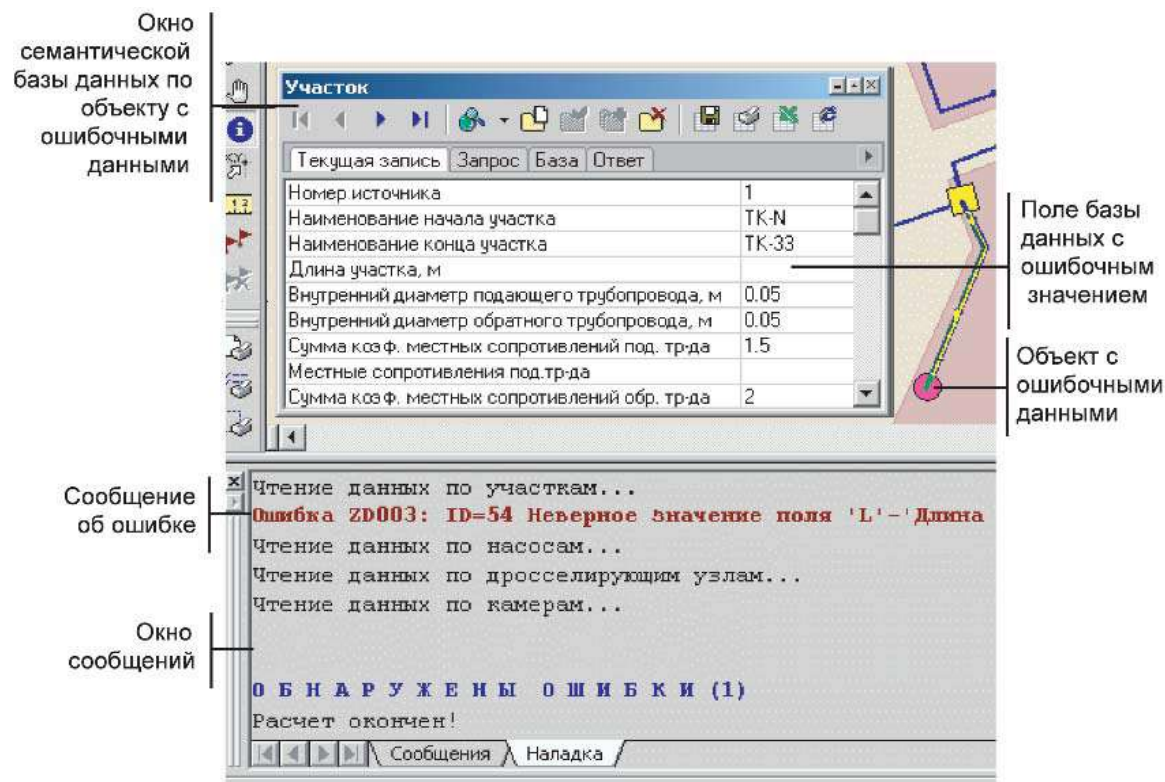 Окно
семантической
базы данных по
объекту с
ошибочными
данными
Участок
Текущая запись Запрос База Ответ
Номер источника 1
Наименование начала участка ТК-N
Наименование конца участка ТК-33
Длина участка, м
Внутренний диаметр подающего трубопровода, м 0.05
Внутренний диаметр обратного трубопровода, м 0.05
Сумма коэф. местных сопротивлений под. тр-да 1.5
Местные сопротивления под.тр-да
Сумма коэф. местных сопротивлений обр. тр-да 2
Поле базы
данных с
ошибочным
значением
Объект с
ошибочными
данными
Сообщение
об ошибке
Чтение данных по участкам...
Ошибка ZD003: ID=54 Неверное значение поля 'L'-'Длина
Чтение данных по насосам...
Чтение данных по дросселирующим узлам...
Чтение данных по камерам...
Окно
сообщений
О Б Н А Р У Ж Е Н Ы О Ш И Б К И (1)
Расчет окончен!
Сообщения Наладка